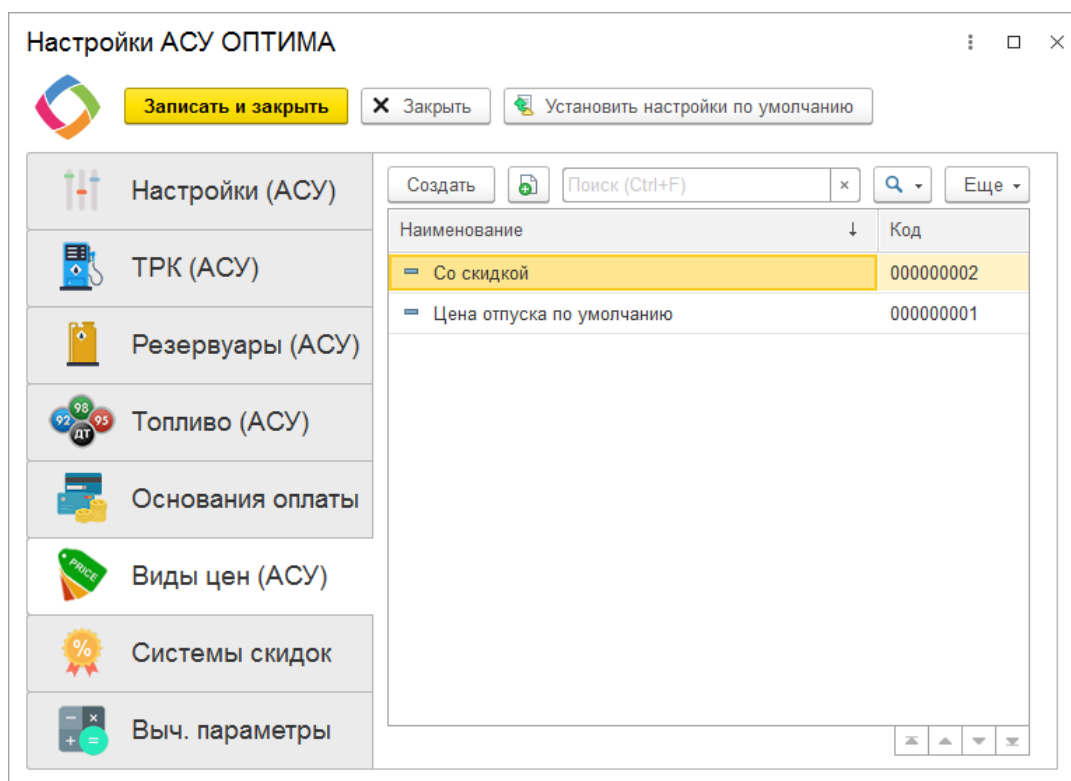 Настройки АСУ ОПТИМА
Записать и закрыть
Закрыть
Установить настройки по умолчанию
Настройки (АСУ)
ТРК (АСУ)
Резервуары (АСУ)
98
92 95
ДТ
Топливо (АСУ)
Основания оплаты
PRICE
Виды цен (АСУ)
%
Системы скидок
Выч. параметры
Создать
Поиск (Ctrl+F)
×
Еще
Наименование ↓ Код
Со скидкой 000000002
Цена отпуска по умолчанию 000000001